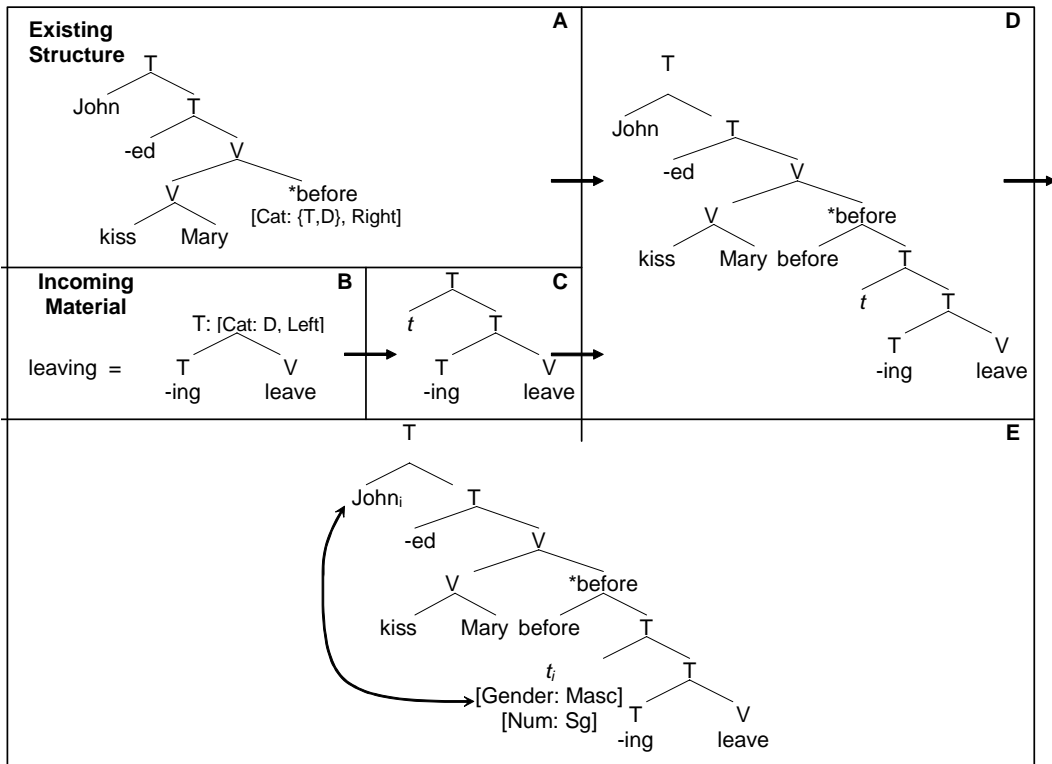 A
Existing
Structure
T
John T
-ed V
V *before
[Cat: {T,D}, Right]
kiss Mary
Incoming
Material
B
T: [Cat: D, Left]
leaving = T V
-ing leave
C
T
t T
T V
-ing leave
D
T
John T
-ed V
V *before
kiss Mary before T
t T
T V
-ing leave
E
T
Johnᵢ T
-ed V
V *before
kiss Mary before T
tᵢ T
[Gender: Masc] T V
[Num: Sg] -ing leave